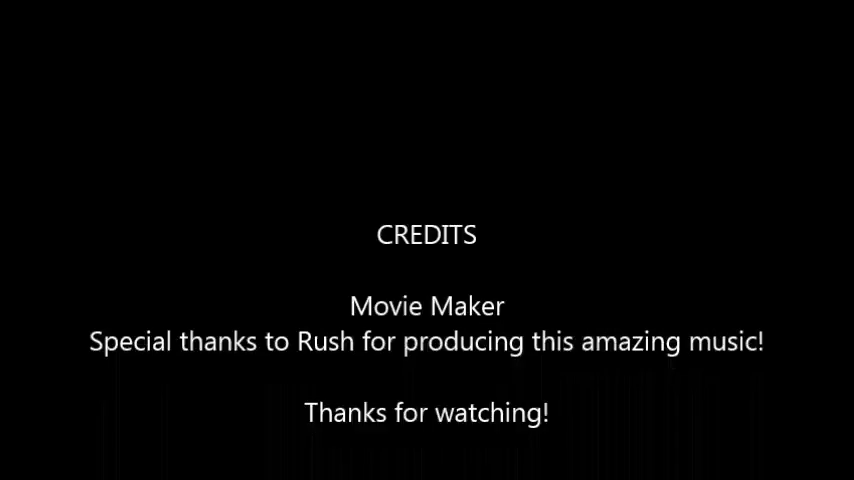 CREDITS
Movie Maker
Special thanks to Rush for producing this amazing music!
Thanks for watching!